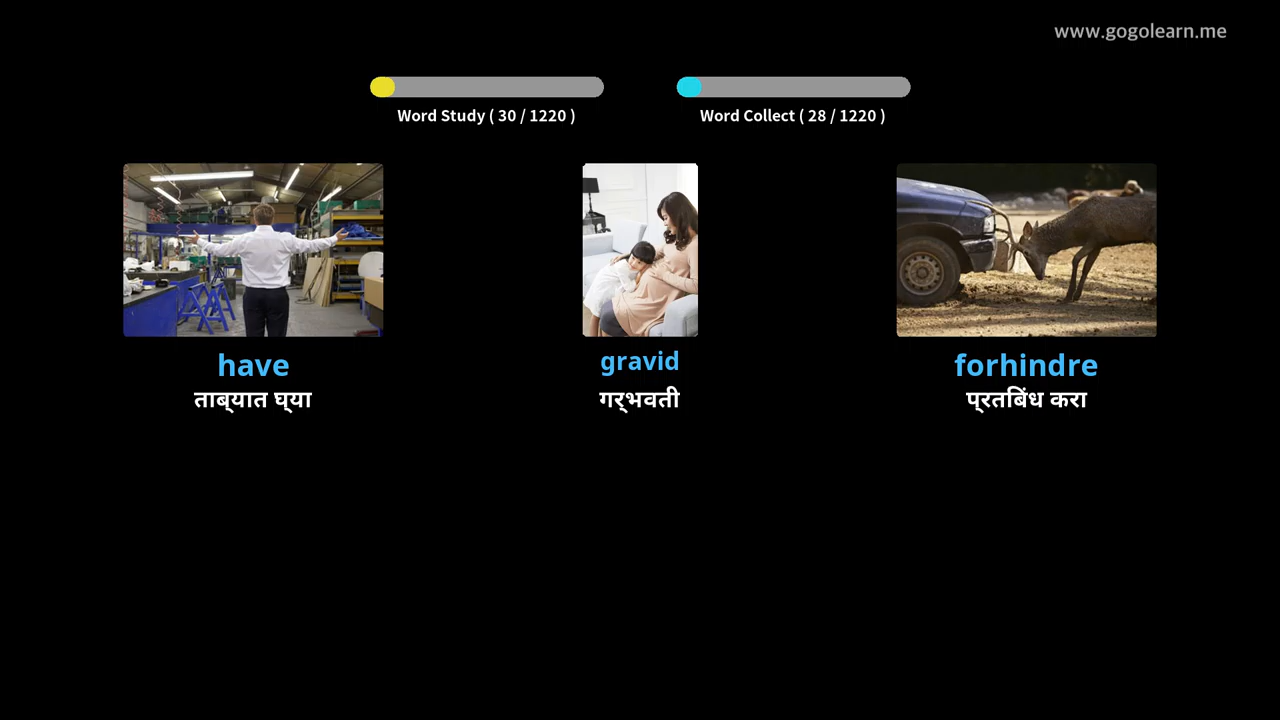 www.gogolearn.me
Word Study ( 30 / 1220 )
Word Collect ( 28 / 1220 )
have
gravid
forhindre
ताब्यात घ्या
गर्भवती
प्रतिबंध करा